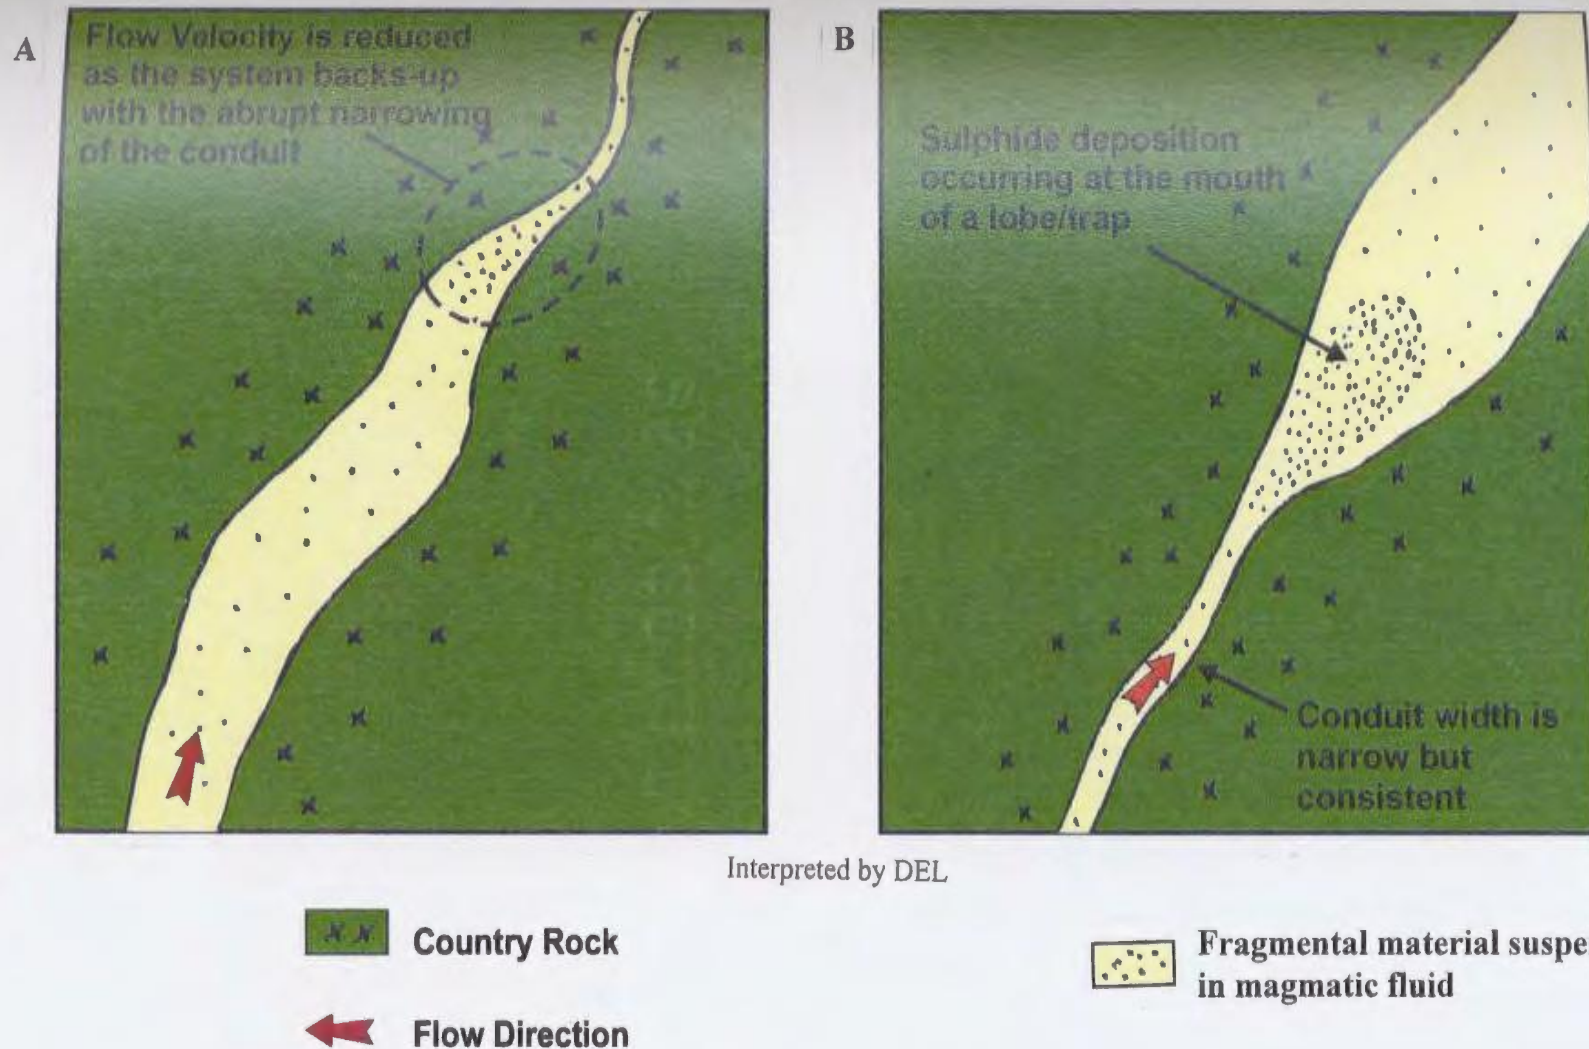 A
Flow Velocity is reduced
as the system backs-up
with the abrupt narrowing
of the conduit
B
Sulphide deposition
occurring at the mouth
of a lobe/trap
Conduit width is
narrow but
consistent
Interpreted by DEL
Country Rock
Flow Direction
Fragmental material suspe
in magmatic fluid